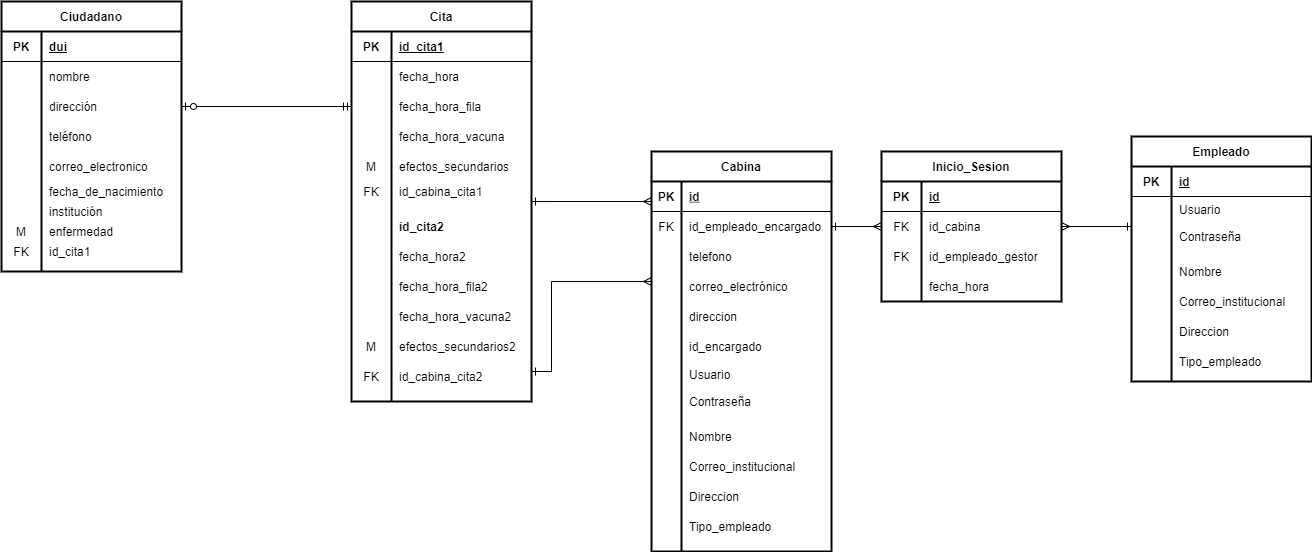 Ciudadano
PK dui
nombre
dirección
teléfono
correo_electronico
fecha_de_nacimiento
institución
M enfermedad
FK id_cita1
Cita
PK id_cita1
fecha_hora
fecha_hora_fila
fecha_hora_vacuna
M efectos_secundarios
FK id_cabina_cita1
id_cita2
fecha_hora2
fecha_hora_fila2
fecha_hora_vacuna2
M efectos_secundarios2
FK id_cabina_cita2
Cabina
PK id
FK id_empleado_encargado
telefono
correo_electrónico
direccion
id_encargado
Usuario
Contraseña
Nombre
Correo_institucional
Direccion
Tipo_empleado
Inicio_Sesion
PK id
FK id_cabina
FK id_empleado_gestor
fecha_hora
Empleado
PK id
Usuario
Contraseña
Nombre
Correo_institucional
Direccion
Tipo_empleado